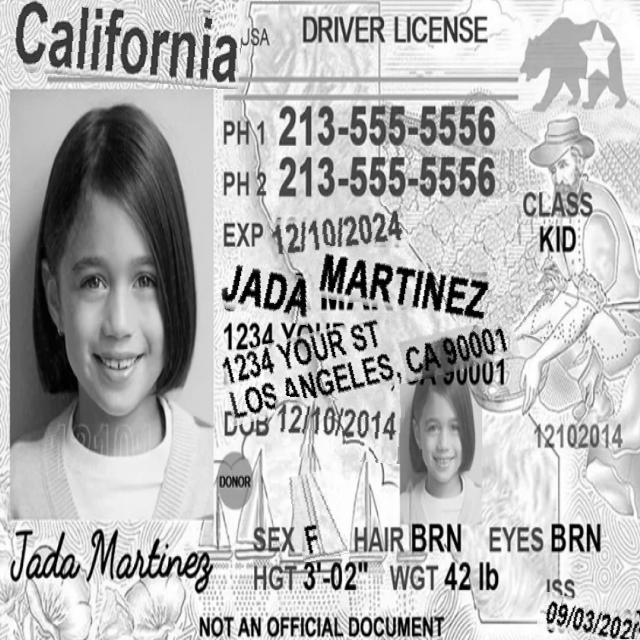 California USA DRIVER LICENSE
PH 1 213-555-5556
PH 2 213-555-5556
EXP 12/10/2024
CLASS
KID
JADA MARTINEZ
1234
1234 YOUR ST
LOS ANGELES, CA 90001
90001
DOB 12/10/2014
12102014
DONOR
Jada Martinez
SEX F HAIR BRN EYES BRN
HGT 3'-02" WGT 42 lb
ISS
NOT AN OFFICIAL DOCUMENT